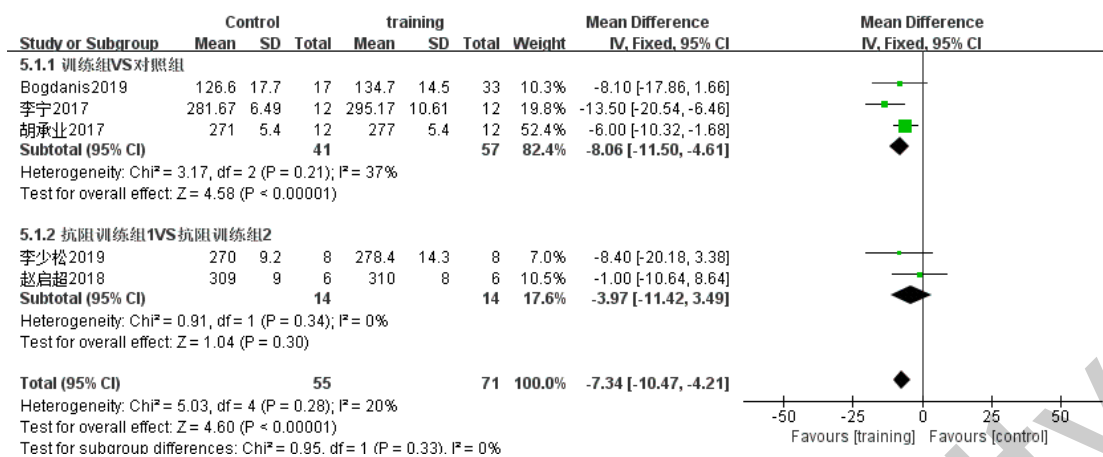 Control training Mean Difference Mean Difference
Study or Subgroup Mean SD Total Mean SD Total Weight IV, Fixed, 95% CI IV, Fixed, 95% CI
5.1.1 训练组VS对照组
Bogdanis2019 126.6 17.7 17 134.7 14.5 33 10.3% -8.10 [-17.86, 1.66]
李宁2017 281.67 6.49 12 295.17 10.61 12 19.8% -13.50 [-20.54, -6.46]
胡承业2017 271 5.4 12 277 5.4 12 52.4% -6.00 [-10.32, -1.68]
Subtotal (95% CI) 41 57 82.4% -8.06 [-11.50, -4.61]
Heterogeneity: Chi² = 3.17, df = 2 (P = 0.21); I² = 37%
Test for overall effect: Z = 4.58 (P < 0.00001)
5.1.2 抗阻训练组1VS抗阻训练组2
李少松2019 270 9.2 8 278.4 14.3 8 7.0% -8.40 [-20.18, 3.38]
赵启超2018 309 9 6 310 8 6 10.5% -1.00 [-10.64, 8.64]
Subtotal (95% CI) 14 14 17.6% -3.97 [-11.42, 3.49]
Heterogeneity: Chi² = 0.91, df = 1 (P = 0.34); I² = 0%
Test for overall effect: Z = 1.04 (P = 0.30)
Total (95% CI) 55 71 100.0% -7.34 [-10.47, -4.21]
Heterogeneity: Chi² = 5.03, df = 4 (P = 0.28); I² = 20%
Test for overall effect: Z = 4.60 (P < 0.00001)
Test for subgroup differences: Chi² = 0.95, df = 1 (P = 0.33), I² = 0%
-50 -25 0 25 50
Favours [training] Favours [control]